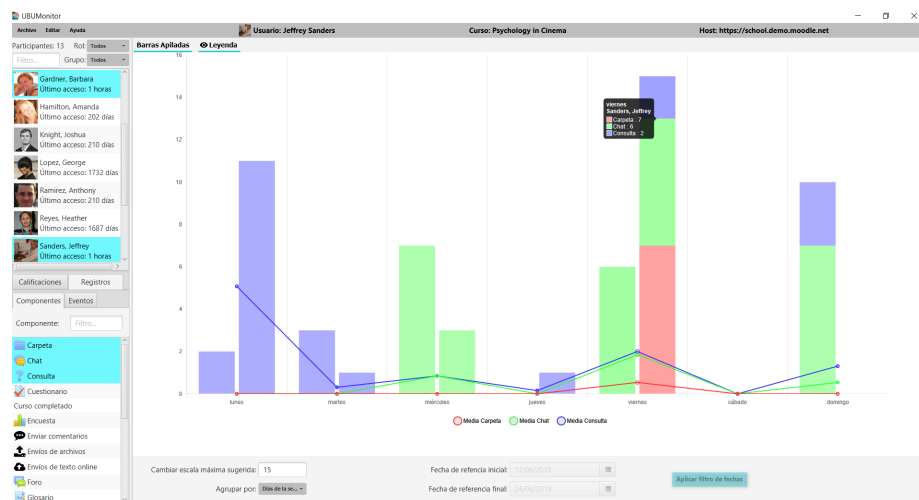 UBUMonitor
Archivo Editar Ayuda
Usuario: Jeffrey Sanders
Curso: Psychology in Cinema
Host: https://school.demo.moodle.net
Participantes: 13 Rol: Todos
Filtro... Grupo: Todos
Gardner, Barbara
Último acceso: 1 horas
Hamilton, Amanda
Último acceso: 202 días
Knight, Joshua
Último acceso: 210 días
Lopez, George
Último acceso: 1732 días
Ramirez, Anthony
Último acceso: 210 días
Reyes, Heather
Último acceso: 1687 días
Sanders, Jeffrey
Último acceso: 1 horas
Calificaciones Registros
Componentes Eventos
Componente: Filtro...
Carpeta
Chat
Consulta
Cuestionario
Curso completado
Encuesta
Enviar comentarios
Envíos de archivos
Envíos de texto online
Foro
Glosario
Barras Apiladas Leyenda
16
14
12
10
8
6
4
2
0
viernes
Sanders, Jeffrey
Carpeta : 7
Chat : 6
Consulta : 2
lunes martes miércoles jueves viernes sábado domingo
Media Carpeta Media Chat Media Consulta
Cambiar escala máxima sugerida: 15
Agrupar por: Días de la se...
Fecha de refencia inicial: 17/06/2019
Fecha de referencia final: 24/06/2019
Aplicar filtro de fechas